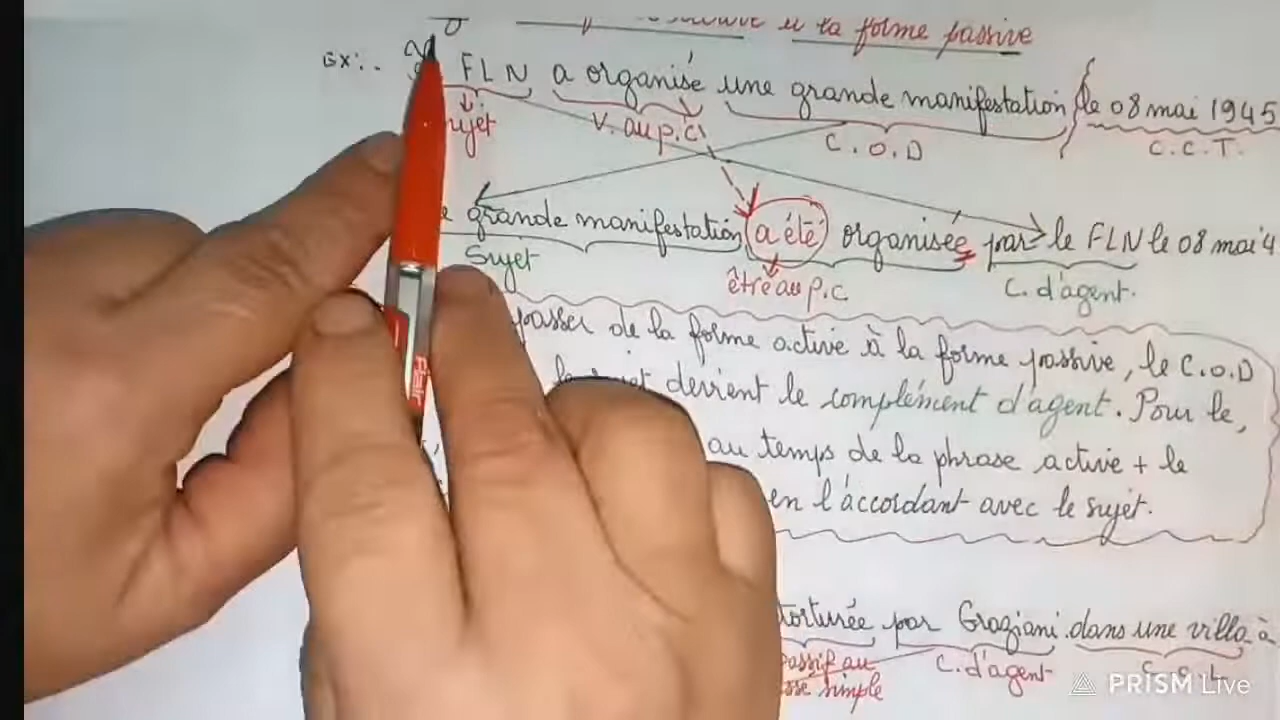 la forme passive
Ex:. FLN a organisé une grande manifestation le 08 mai 1945
Sujet V. au p.c C.O.D C.C.T.
grande manifestation a été organisée par le FLN le 08 mai 4
Sujet être au p.c C. d'agent.
passer de la forme active à la forme passive, le C.O.D
devient le complément d'agent. Pour le,
au temps de la phrase active + le
en l'accordant avec le sujet.
torturée par Graziani dans une villa à
passif au C. d'agent
simple
Flair
PRISM Live